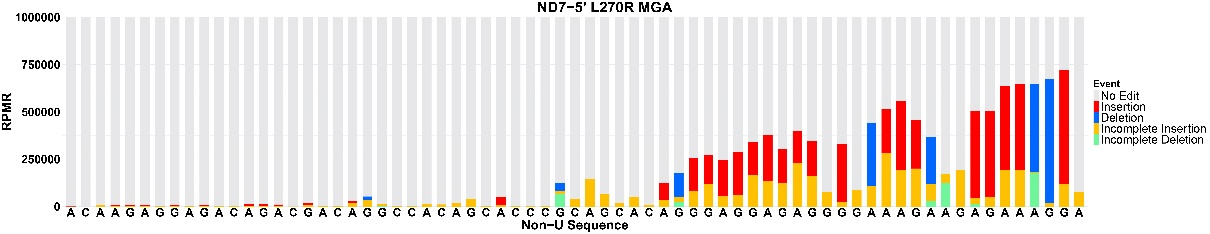 ND7−5' L270R MGA
1000000
750000
500000
250000
0
RPMR
A C A A G A G G A G A C A G A C G A C A G G C C A C A G C A C C C G C A G C A C A G G G A G G A G A G G G G A A A G A A G A G A A A G G A
Non−U Sequence
Event
No Edit
Insertion
Deletion
Incomplete Insertion
Incomplete Deletion